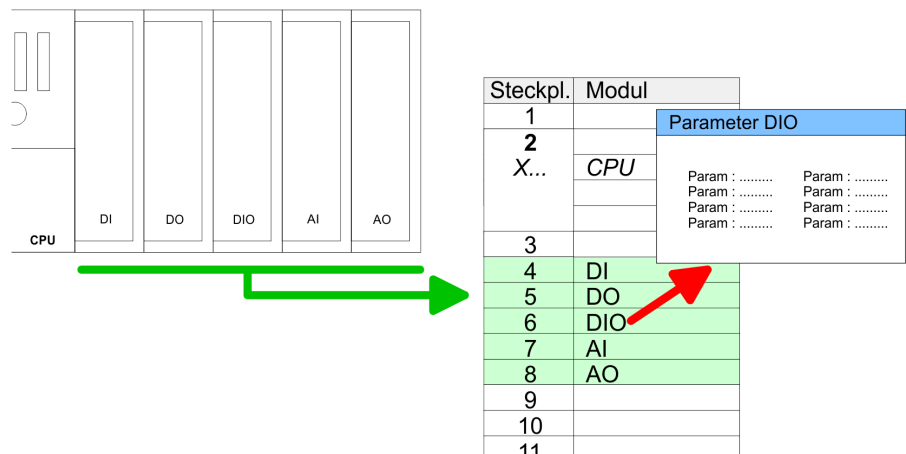 DI DO DIO AI AO
CPU
Steckpl. Modul
1
2
X... CPU
3
4 DI
5 DO
6 DIO
7 AI
8 AO
9
10
11
Parameter DIO
Param : ......... Param : .........
Param : ......... Param : .........
Param : ......... Param : .........
Param : ......... Param : .........